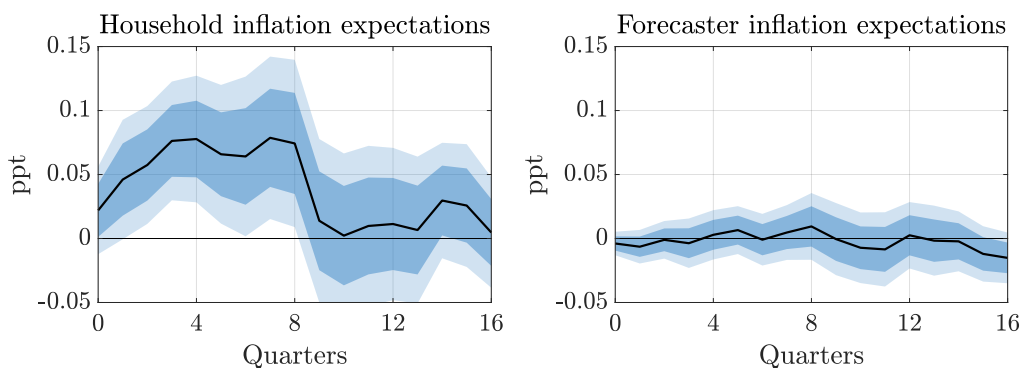 Household inflation expectations
0.15
0.1
0.05
0
-0.05
ppt
0 4 8 12 16
Quarters
Forecaster inflation expectations
0.15
0.1
0.05
0
-0.05
ppt
0 4 8 12 16
Quarters